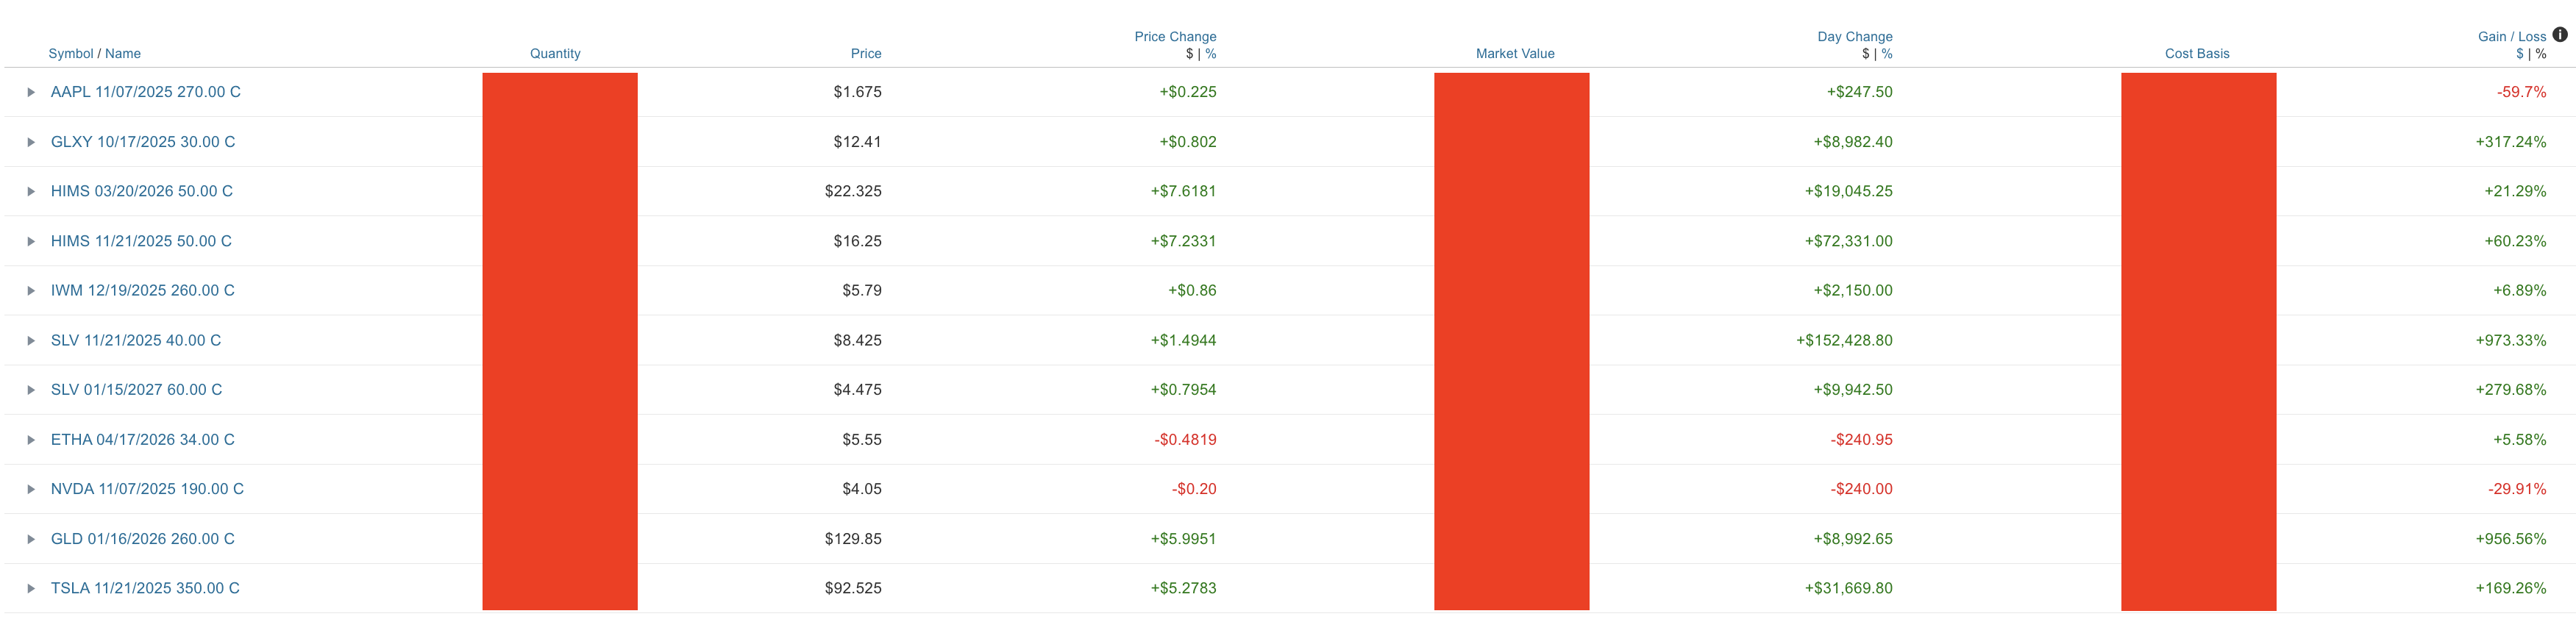 Symbol / Name Quantity Price Price Change $ | % Market Value Day Change $ | % Cost Basis Gain / Loss $ | %
AAPL 11/07/2025 270.00 C $1.675 +$0.225 +$247.50 -59.7%
GLXY 10/17/2025 30.00 C $12.41 +$0.802 +$8,982.40 +317.24%
HIMS 03/20/2026 50.00 C $22.325 +$7.6181 +$19,045.25 +21.29%
HIMS 11/21/2025 50.00 C $16.25 +$7.2331 +$72,331.00 +60.23%
IWM 12/19/2025 260.00 C $5.79 +$0.86 +$2,150.00 +6.89%
SLV 11/21/2025 40.00 C $8.425 +$1.4944 +$152,428.80 +973.33%
SLV 01/15/2027 60.00 C $4.475 +$0.7954 +$9,942.50 +279.68%
ETHA 04/17/2026 34.00 C $5.55 -$0.4819 -$240.95 +5.58%
NVDA 11/07/2025 190.00 C $4.05 -$0.20 -$240.00 -29.91%
GLD 01/16/2026 260.00 C $129.85 +$5.9951 +$8,992.65 +956.56%
TSLA 11/21/2025 350.00 C $92.525 +$5.2783 +$31,669.80 +169.26%